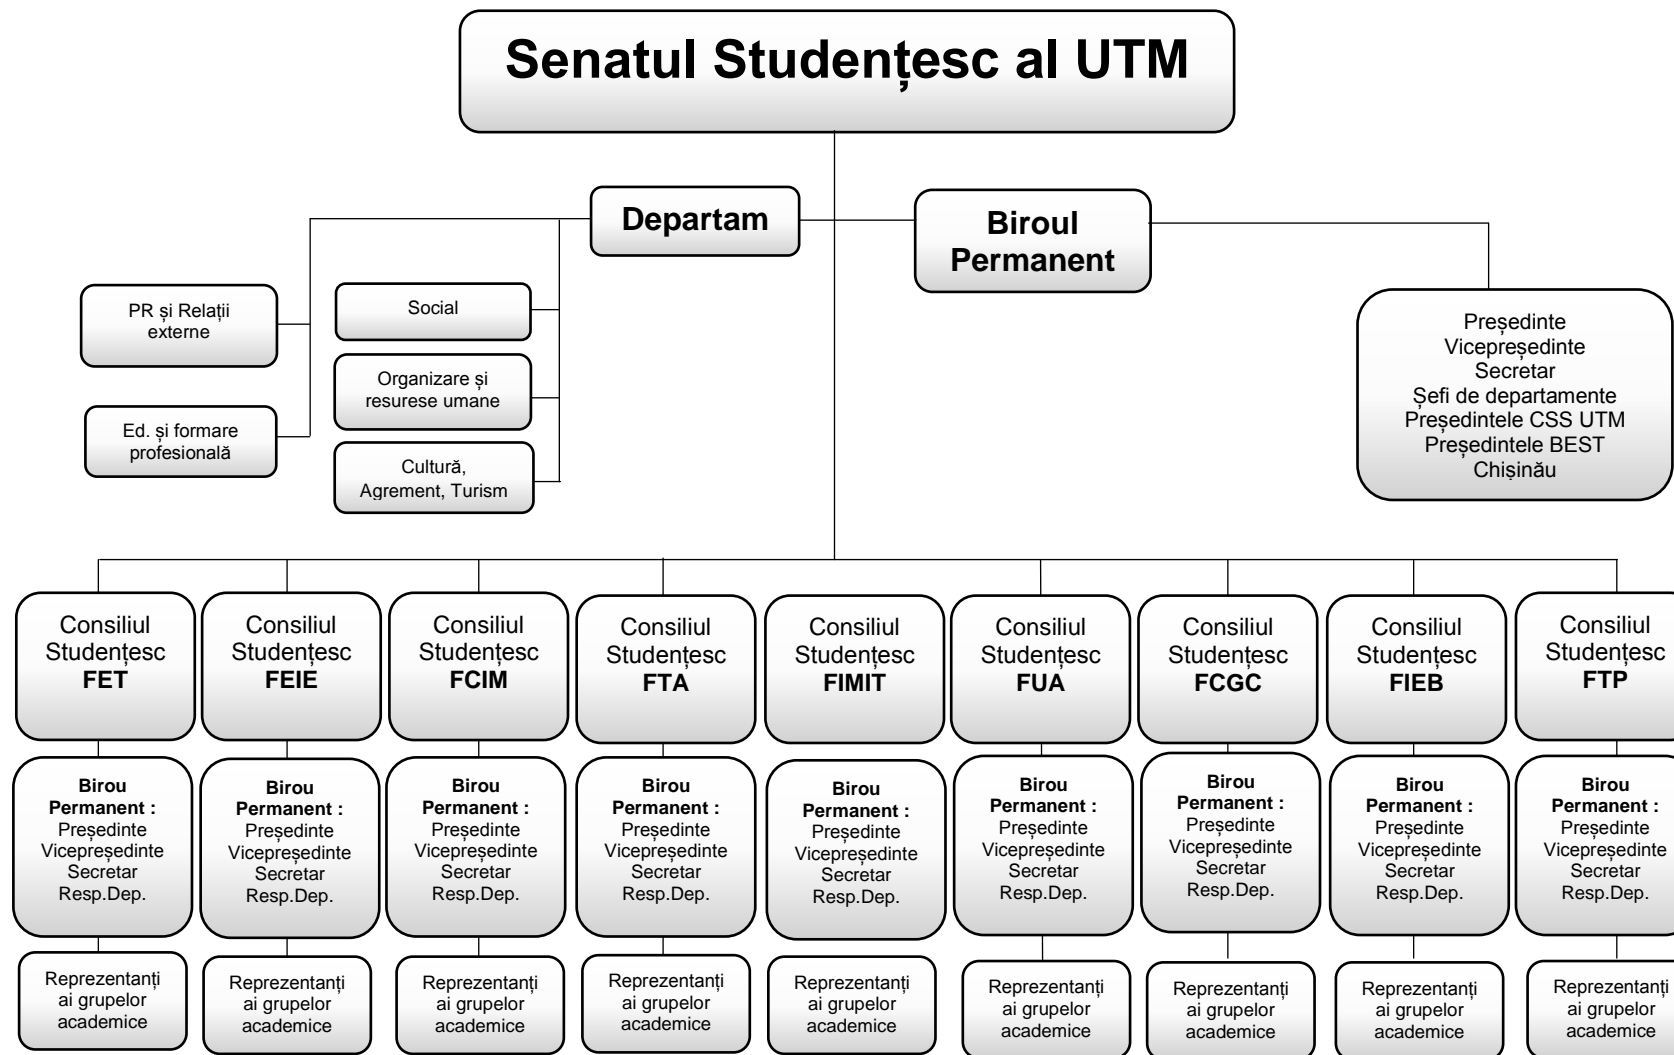 Senatul Studențesc al UTM
Departam
Biroul
Permanent
PR și Relații
externe
Ed. și formare
profesională
Social
Organizare și
resurese umane
Cultură,
Agrement, Turism
Președinte
Vicepreședinte
Secretar
Șefi de departamente
Președintele CSS UTM
Președintele BEST
Chișinău
Consiliul
Studențesc
FET
Consiliul
Studențesc
FEIE
Consiliul
Studențesc
FCIM
Consiliul
Studențesc
FTA
Consiliul
Studențesc
FIMIT
Consiliul
Studențesc
FUA
Consiliul
Studențesc
FCGC
Consiliul
Studențesc
FIEB
Consiliul
Studențesc
FTP
Birou
Permanent :
Președinte
Vicepreședinte
Secretar
Resp.Dep.
Birou
Permanent :
Președinte
Vicepreședinte
Secretar
Resp.Dep.
Birou
Permanent :
Președinte
Vicepreședinte
Secretar
Resp.Dep.
Birou
Permanent :
Președinte
Vicepreședinte
Secretar
Resp.Dep.
Birou
Permanent :
Președinte
Vicepreședinte
Secretar
Resp.Dep.
Birou
Permanent :
Președinte
Vicepreședinte
Secretar
Resp.Dep.
Birou
Permanent :
Președinte
Vicepreședinte
Secretar
Resp.Dep.
Birou
Permanent :
Președinte
Vicepreședinte
Secretar
Resp.Dep.
Birou
Permanent :
Președinte
Vicepreședinte
Secretar
Resp.Dep.
Reprezentanți
ai grupelor
academice
Reprezentanți
ai grupelor
academice
Reprezentanți
ai grupelor
academice
Reprezentanți
ai grupelor
academice
Reprezentanți
ai grupelor
academice
Reprezentanți
ai grupelor
academice
Reprezentanți
ai grupelor
academice
Reprezentanți
ai grupelor
academice
Reprezentanți
ai grupelor
academice